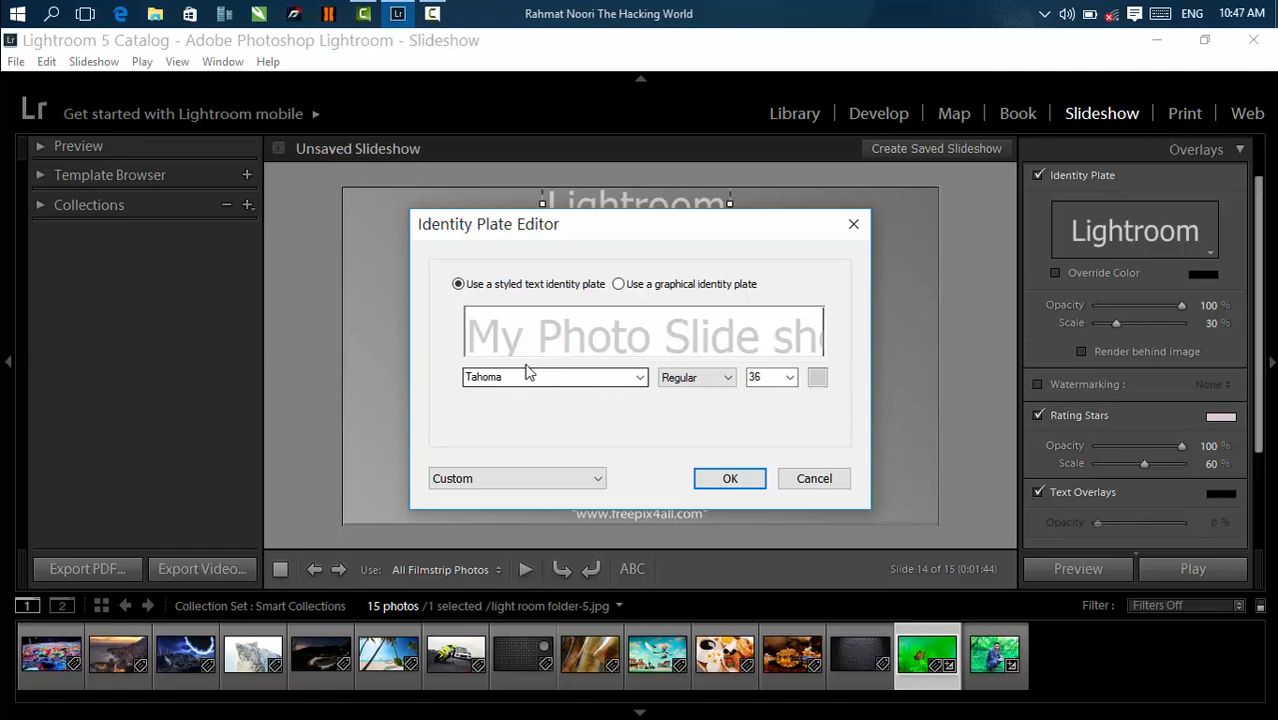 Rahmat Noori The Hacking World
ENG
10:47 AM
Lr Lightroom 5 Catalog - Adobe Photoshop Lightroom - Slideshow
File Edit Slideshow Play View Window Help
Lr Get started with Lightroom mobile
Library Develop Map Book Slideshow Print Web
Preview
Template Browser
Collections
Unsaved Slideshow
Create Saved Slideshow
Lightroom
Identity Plate Editor
Use a styled text identity plate
Use a graphical identity plate
My Photo Slide sh
Tahoma
Regular
36
Custom
OK
Cancel
"www.freepix4all.com"
Overlays
Identity Plate
Lightroom
Override Color
Opacity 100 %
Scale 30 %
Render behind image
Watermarking : None
Rating Stars
Opacity 100 %
Scale 60 %
Text Overlays
Opacity 0 %
Export PDF...
Export Video...
Use: All Filmstrip Photos
ABC
Slide 14 of 15 (0:01:44)
Preview
Play
1 2
Collection Set : Smart Collections
15 photos /1 selected /light room folder-5.jpg
Filter : Filters Off